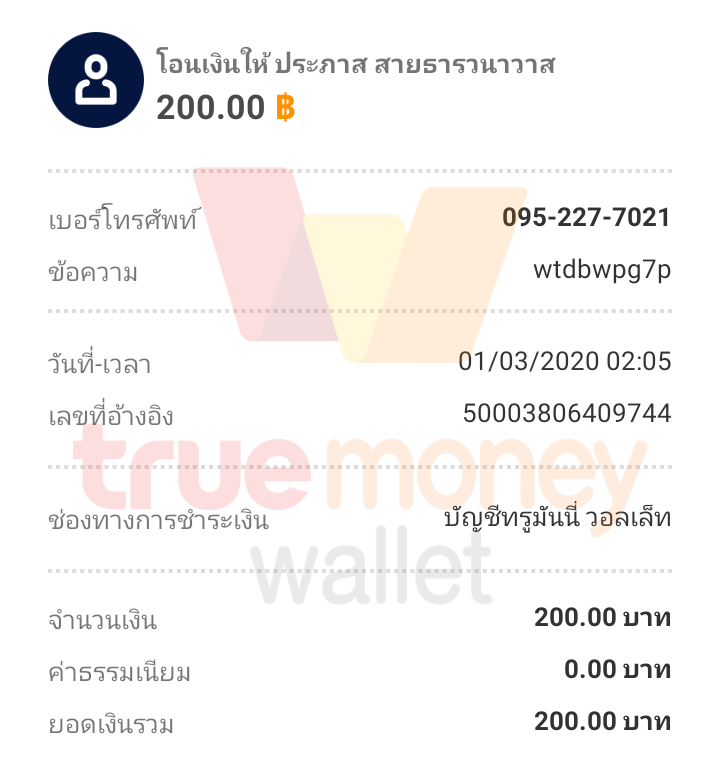 โอนเงินให้ ประภาส สายธารวนาวาส
200.00 ฿
เบอร์โทรศัพท์ 095-227-7021
ข้อความ wtdbwpg7p
วันที่-เวลา 01/03/2020 02:05
เลขที่อ้างอิง 50003806409744
truemoney
ช่องทางการชำระเงิน บัญชีทรูมันนี่ วอลเล็ท
wallet
จำนวนเงิน 200.00 บาท
ค่าธรรมเนียม 0.00 บาท
ยอดเงินรวม 200.00 บาท